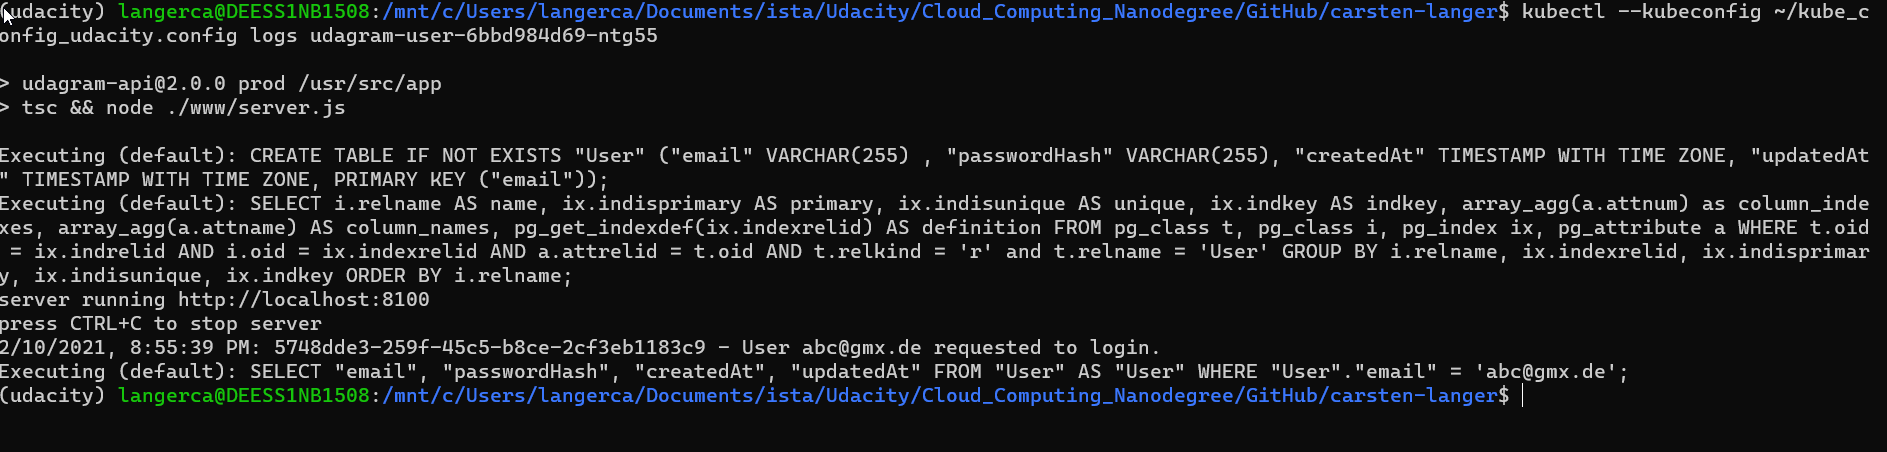 (udacity) langerca@DEESS1NB1508:/mnt/c/Users/langerca/Documents/ista/Udacity/Cloud_Computing_Nanodegree/GitHub/carsten-langer$ kubectl --kubeconfig ~/kube_c
onfig_udacity.config logs udagram-user-6bbd984d69-ntg55
> udagram-api@2.0.0 prod /usr/src/app
> tsc && node ./www/server.js
Executing (default): CREATE TABLE IF NOT EXISTS "User" ("email" VARCHAR(255) , "passwordHash" VARCHAR(255), "createdAt" TIMESTAMP WITH TIME ZONE, "updatedAt
" TIMESTAMP WITH TIME ZONE, PRIMARY KEY ("email"));
Executing (default): SELECT i.relname AS name, ix.indisprimary AS primary, ix.indisunique AS unique, ix.indkey AS indkey, array_agg(a.attnum) as column_inde
xes, array_agg(a.attname) AS column_names, pg_get_indexdef(ix.indexrelid) AS definition FROM pg_class t, pg_class i, pg_index ix, pg_attribute a WHERE t.oid
 = ix.indrelid AND i.oid = ix.indexrelid AND a.attrelid = t.oid AND t.relkind = 'r' and t.relname = 'User' GROUP BY i.relname, ix.indexrelid, ix.indisprimar
y, ix.indisunique, ix.indkey ORDER BY i.relname;
server running http://localhost:8100
press CTRL+C to stop server
2/10/2021, 8:55:39 PM: 5748dde3-259f-45c5-b8ce-2cf3eb1183c9 - User abc@gmx.de requested to login.
Executing (default): SELECT "email", "passwordHash", "createdAt", "updatedAt" FROM "User" AS "User" WHERE "User"."email" = 'abc@gmx.de';
(udacity) langerca@DEESS1NB1508:/mnt/c/Users/langerca/Documents/ista/Udacity/Cloud_Computing_Nanodegree/GitHub/carsten-langer$